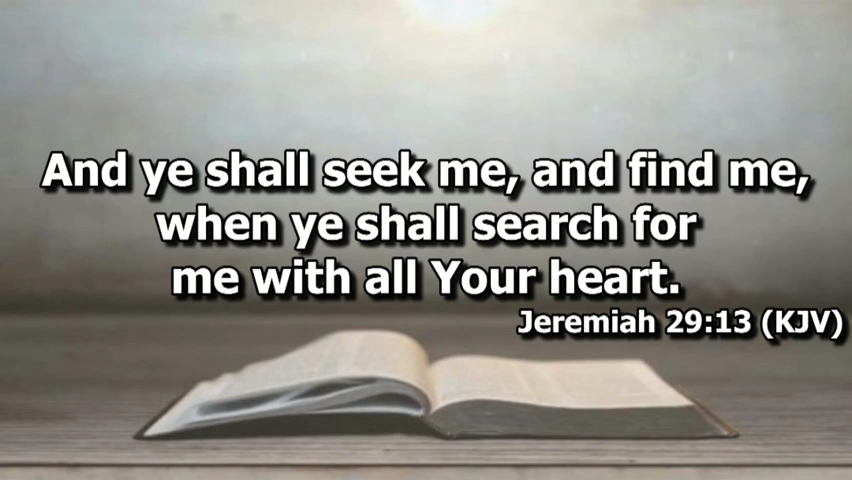 And ye shall seek me, and find me,
when ye shall search for
me with all Your heart.
Jeremiah 29:13 (KJV)